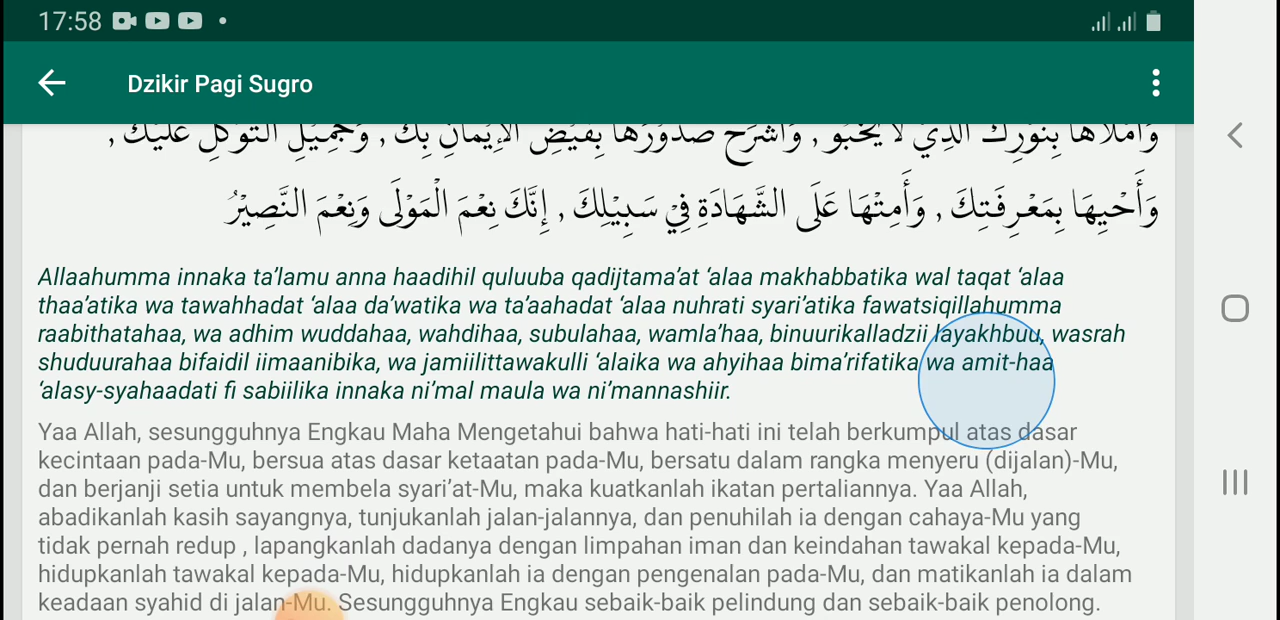 17:58
Dzikir Pagi Sugro
وَامْلَأْهَا بِنُوْرِكَ الَّذِيْ لَا يَخْبُو , وَاشْرَحْ صُدُوْرَهَا بِفَيْضِ الْإِيْمَانِ بِكَ , وَجَمِيْلِ التَّوَكُّلِ عَلَيْكَ ,
وَأَحْيِهَا بِمَعْرِفَتِكَ , وَأَمِتْهَا عَلَى الشَّهَادَةِ فِيْ سَبِيْلِكَ , إِنَّكَ نِعْمَ الْمَوْلَى وَنِعْمَ النَّصِيْرُ
Allaahumma innaka ta’lamu anna haadihil quluuba qadijtama’at ‘alaa makhabbatika wal taqat ‘alaa
thaa’atika wa tawahhadat ‘alaa da’watika wa ta’aahadat ‘alaa nuhrati syari’atika fawatsiqillahumma
raabithatahaa, wa adhim wuddahaa, wahdihaa, subulahaa, wamla’haa, binuurikalladzii layakhbuu, wasrah
shuduurahaa bifaidil iimaanibika, wa jamiilittawakulli ‘alaika wa ahyihaa bima’rifatika wa amit-haa
‘alasy-syahaadati fi sabiilika innaka ni’mal maula wa ni’mannashiir.
Yaa Allah, sesungguhnya Engkau Maha Mengetahui bahwa hati-hati ini telah berkumpul atas dasar
kecintaan pada-Mu, bersua atas dasar ketaatan pada-Mu, bersatu dalam rangka menyeru (dijalan)-Mu,
dan berjanji setia untuk membela syari’at-Mu, maka kuatkanlah ikatan pertaliannya. Yaa Allah,
abadikanlah kasih sayangnya, tunjukanlah jalan-jalannya, dan penuhilah ia dengan cahaya-Mu yang
tidak pernah redup , lapangkanlah dadanya dengan limpahan iman dan keindahan tawakal kepada-Mu,
hidupkanlah tawakal kepada-Mu, hidupkanlah ia dengan pengenalan pada-Mu, dan matikanlah ia dalam
keadaan syahid di jalan-Mu. Sesungguhnya Engkau sebaik-baik pelindung dan sebaik-baik penolong.